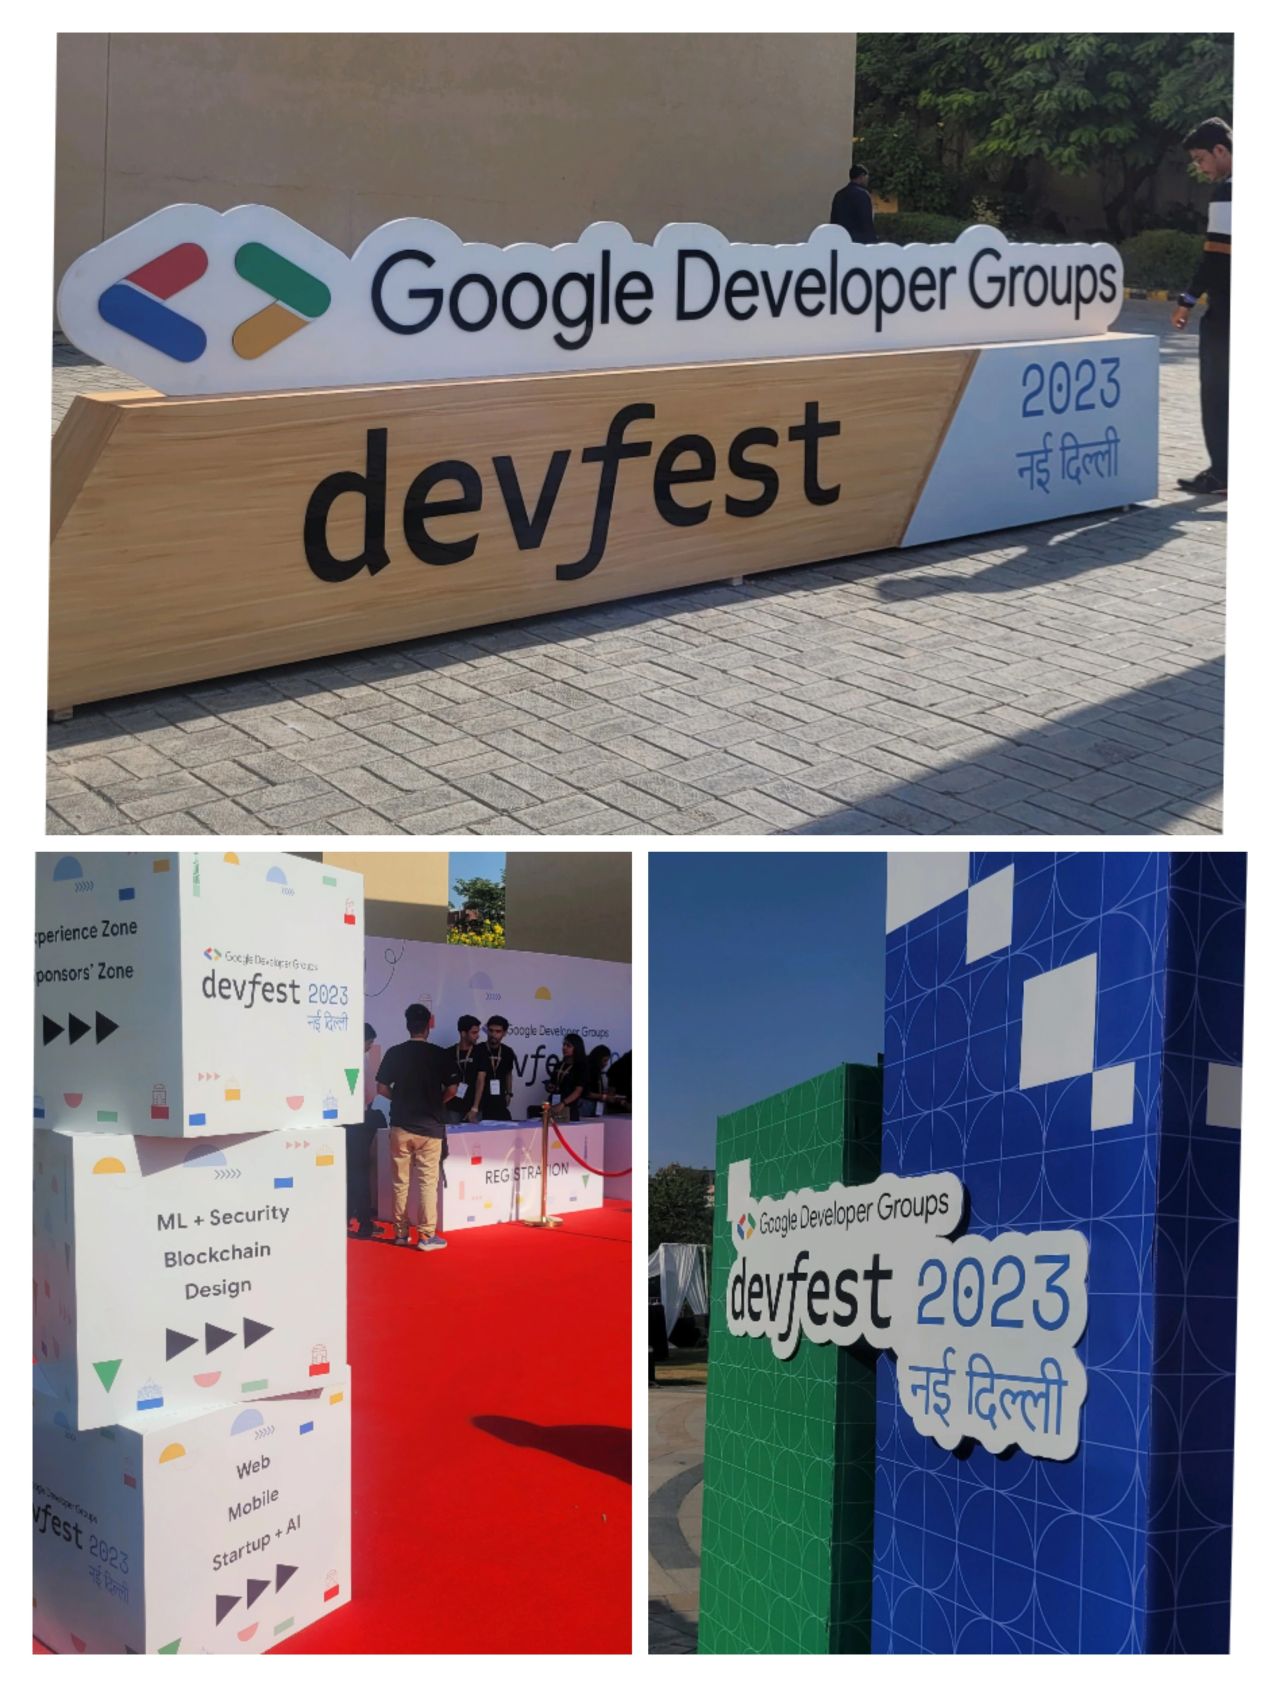 Google Developer Groups
devfest
2023
नई दिल्ली
perience Zone
ponsors' Zone
Google Developer Groups
devfest 2023
नई दिल्ली
Google Developer Groups
REGISTRATION
ML + Security
Blockchain
Design
Web
Mobile
Startup + AI
Developer Groups
vfest 2023
नई दिल्ली
Google Developer Groups
devfest 2023
नई दिल्ली